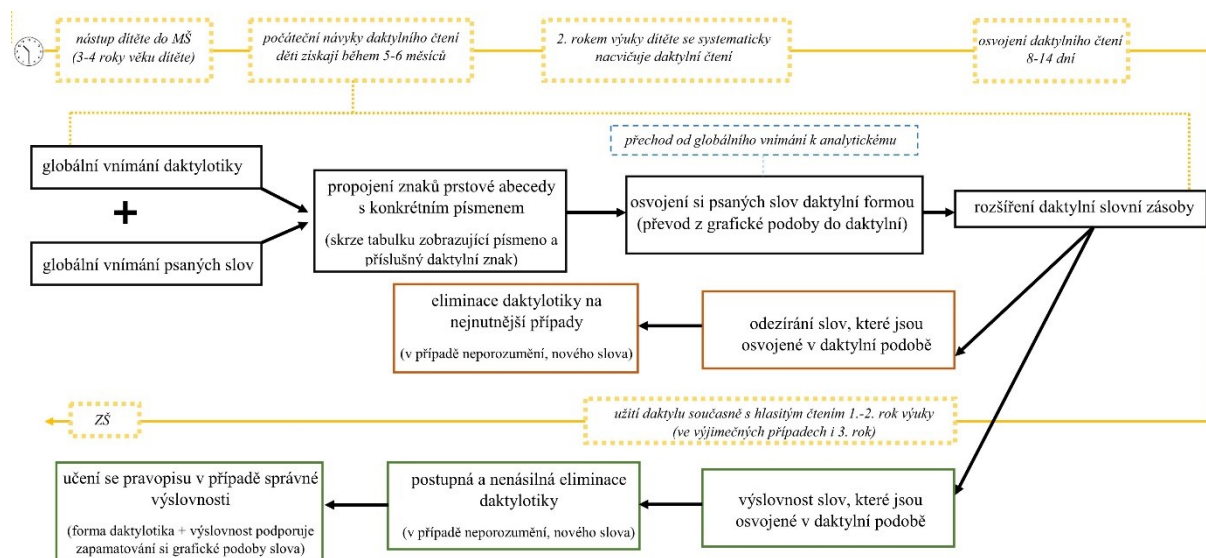 nástup dítěte do MŠ
(3-4 roky věku dítěte)
počáteční návyky daktylního čtení
děti získají během 5-6 měsíců
2. rokem výuky dítěte se systematicky
nacvičuje daktylní čtení
osvojení daktylního čtení
8-14 dní
přechod od globálního vnímání k analytickému
globální vnímání daktylotiky
+
globální vnímání psaných slov
propojení znaků prstové abecedy
s konkrétním písmenem
(skrze tabulku zobrazující písmeno a
příslušný daktylní znak)
osvojení si psaných slov daktylní formou
(převod z grafické podoby do daktylní)
rozšíření daktylní slovní zásoby
eliminace daktylotiky na
nejnutnější případy
(v případě neporozumění, nového slova)
odezírání slov, které jsou
osvojené v daktylní podobě
ZŠ
užití daktylu současně s hlasitým čtením 1.-2. rok výuky
(ve výjimečných případech i 3. rok)
učení se pravopisu v případě správné
výslovnosti
(forma daktylotika + výslovnost podporuje
zapamatování si grafické podoby slova)
postupná a nenásilná eliminace
daktylotiky
(v případě neporozumění, nového slova)
výslovnost slov, které jsou
osvojené v daktylní podobě